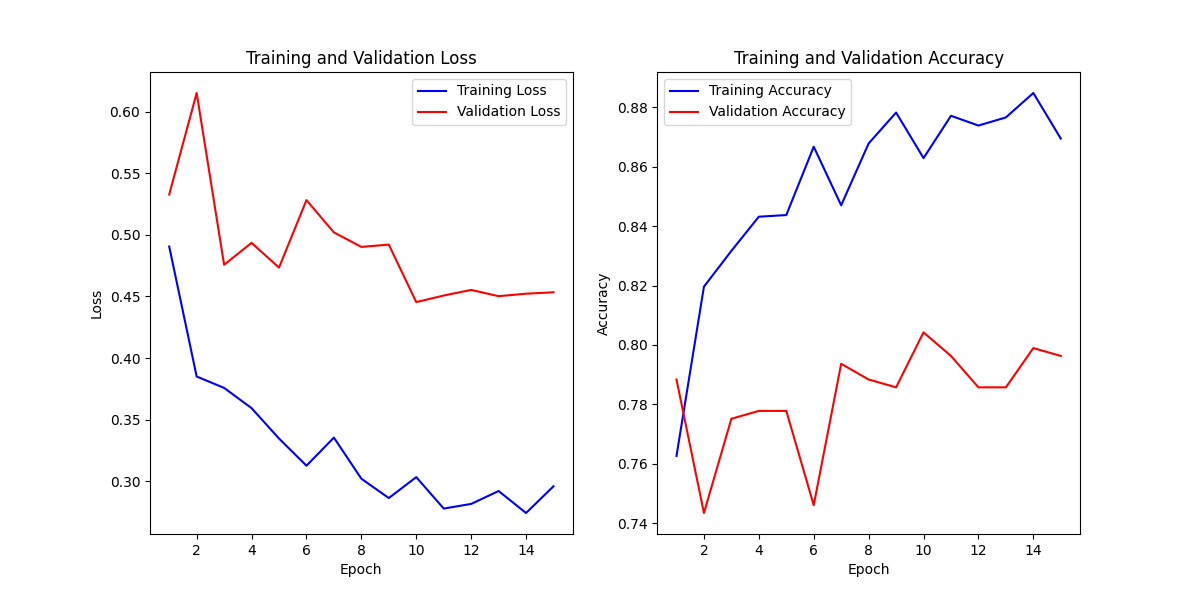 Training and Validation Loss
Training Loss
Validation Loss
0.60
0.55
0.50
0.45
0.40
0.35
0.30
Loss
2 4 6 8 10 12 14
Epoch
Training and Validation Accuracy
Training Accuracy
Validation Accuracy
0.88
0.86
0.84
0.82
0.80
0.78
0.76
0.74
Accuracy
2 4 6 8 10 12 14
Epoch